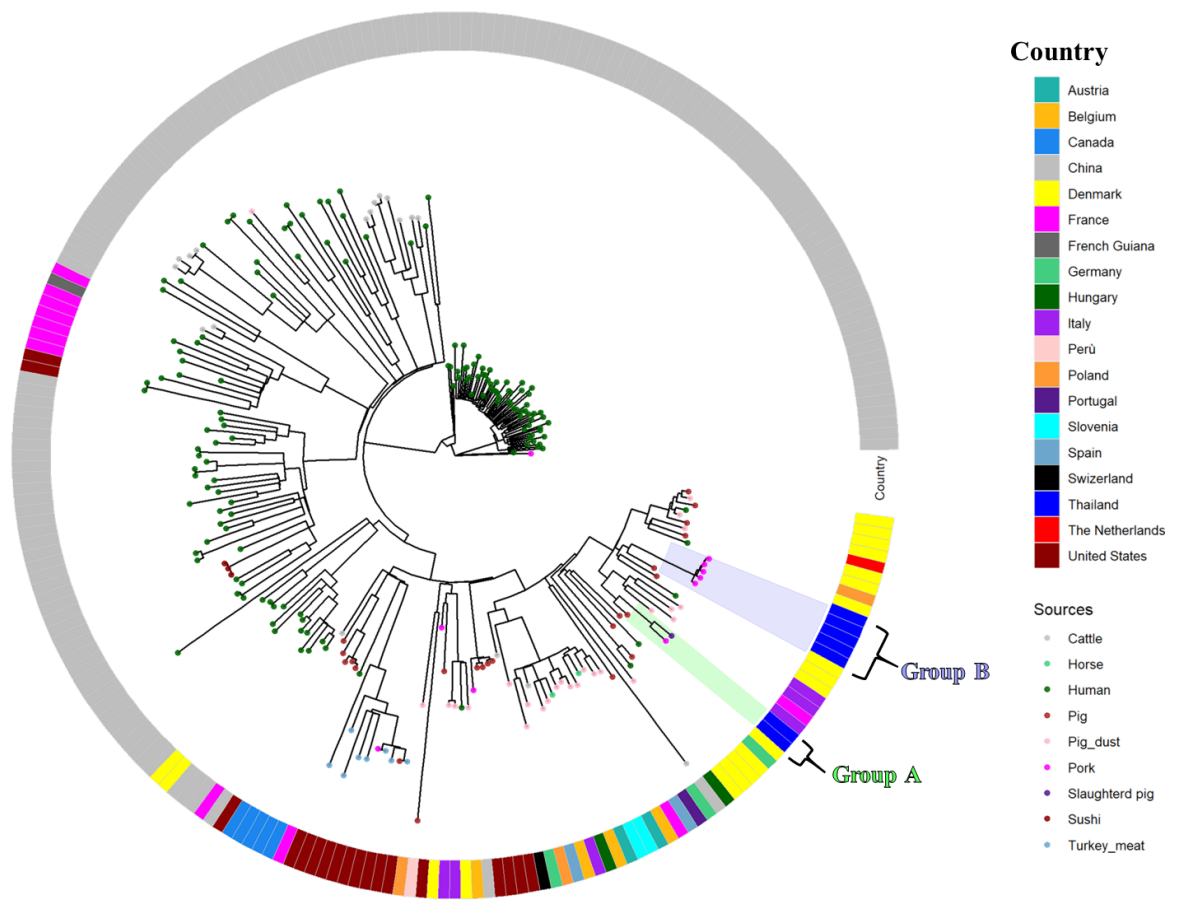 Country
Austria
Belgium
Canada
China
Denmark
France
French Guiana
Germany
Hungary
Italy
Perù
Poland
Portugal
Slovenia
Spain
Swizerland
Thailand
The Netherlands
United States
Sources
Cattle
Horse
Human
Pig
Pig_dust
Pork
Slaughterd pig
Sushi
Turkey_meat
Country
Group B
Group A